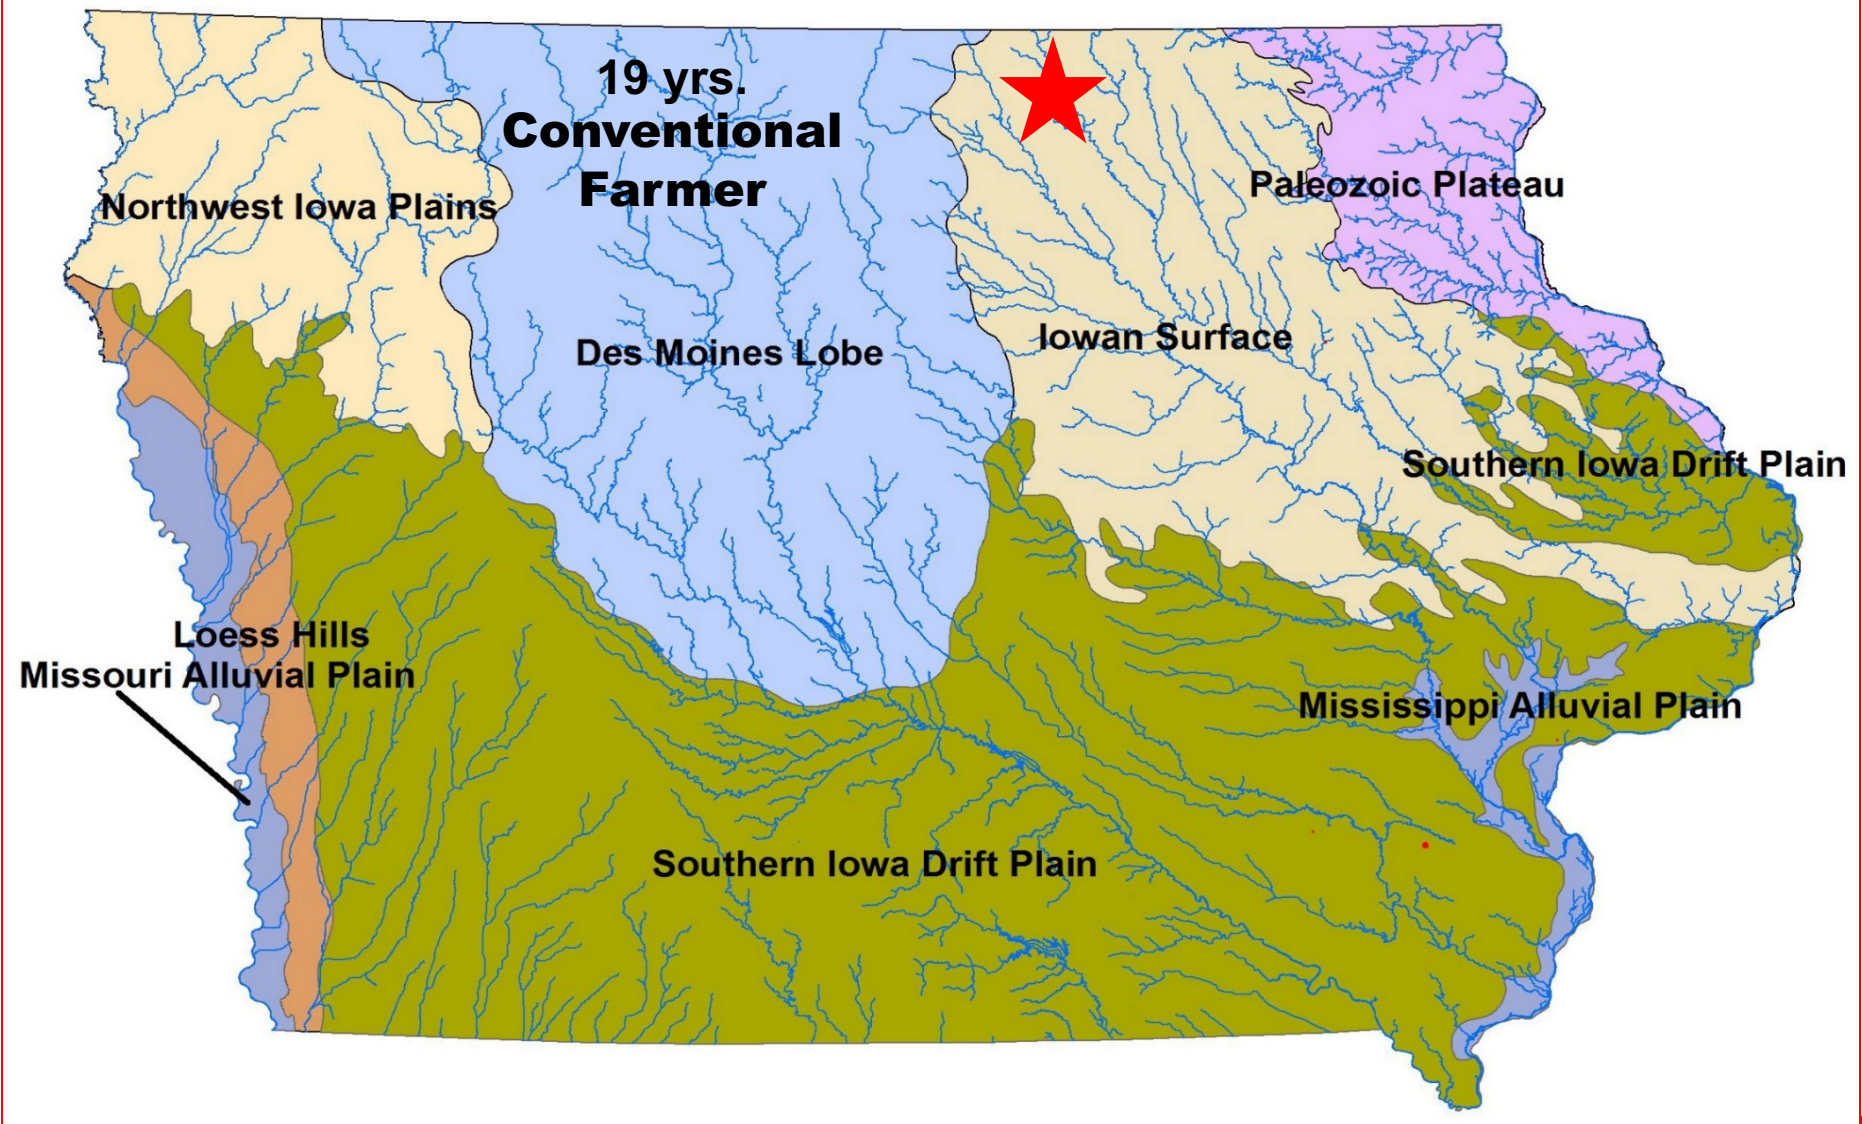 19 yrs.
Conventional
Farmer
Northwest Iowa Plains
Paleozoic Plateau
Des Moines Lobe
Iowan Surface
Southern Iowa Drift Plain
Loess Hills
Missouri Alluvial Plain
Mississippi Alluvial Plain
Southern Iowa Drift Plain